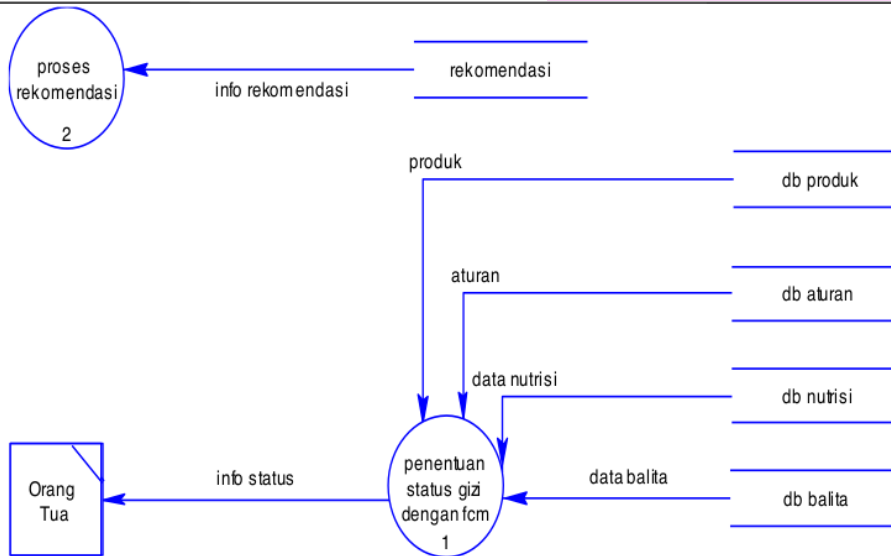 proses
rekomendasi
2
info rekomendasi
rekomendasi
produk
db produk
aturan
db aturan
data nutrisi
db nutrisi
Orang
Tua
info status
penentuan
status gizi
dengan fcm
1
data balita
db balita